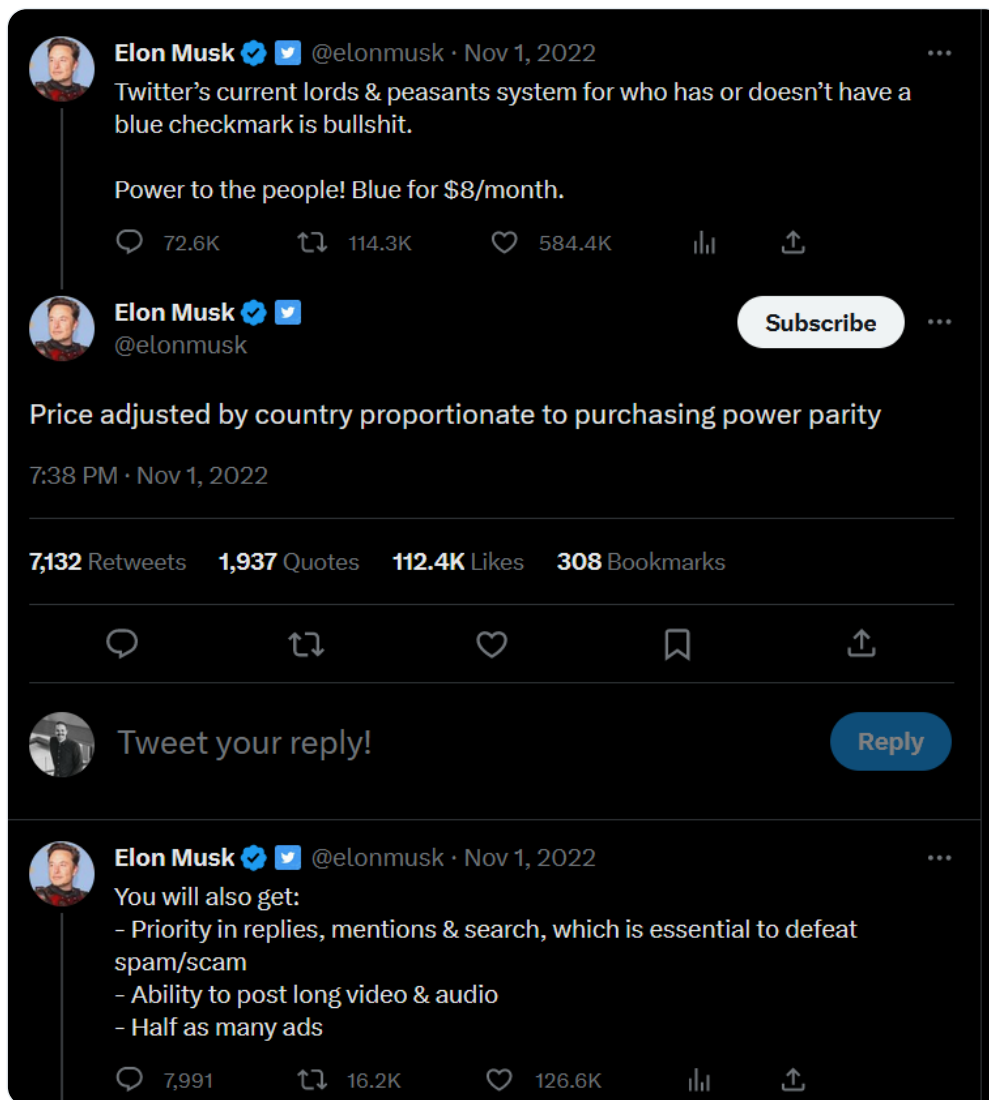 Elon Musk @elonmusk · Nov 1, 2022
Twitter’s current lords & peasants system for who has or doesn’t have a
blue checkmark is bullshit.
Power to the people! Blue for $8/month.
72.6K 114.3K 584.4K
Elon Musk
@elonmusk
Subscribe
Price adjusted by country proportionate to purchasing power parity
7:38 PM · Nov 1, 2022
7,132 Retweets 1,937 Quotes 112.4K Likes 308 Bookmarks
Tweet your reply!
Reply
Elon Musk @elonmusk · Nov 1, 2022
You will also get:
- Priority in replies, mentions & search, which is essential to defeat
spam/scam
- Ability to post long video & audio
- Half as many ads
7,991 16.2K 126.6K